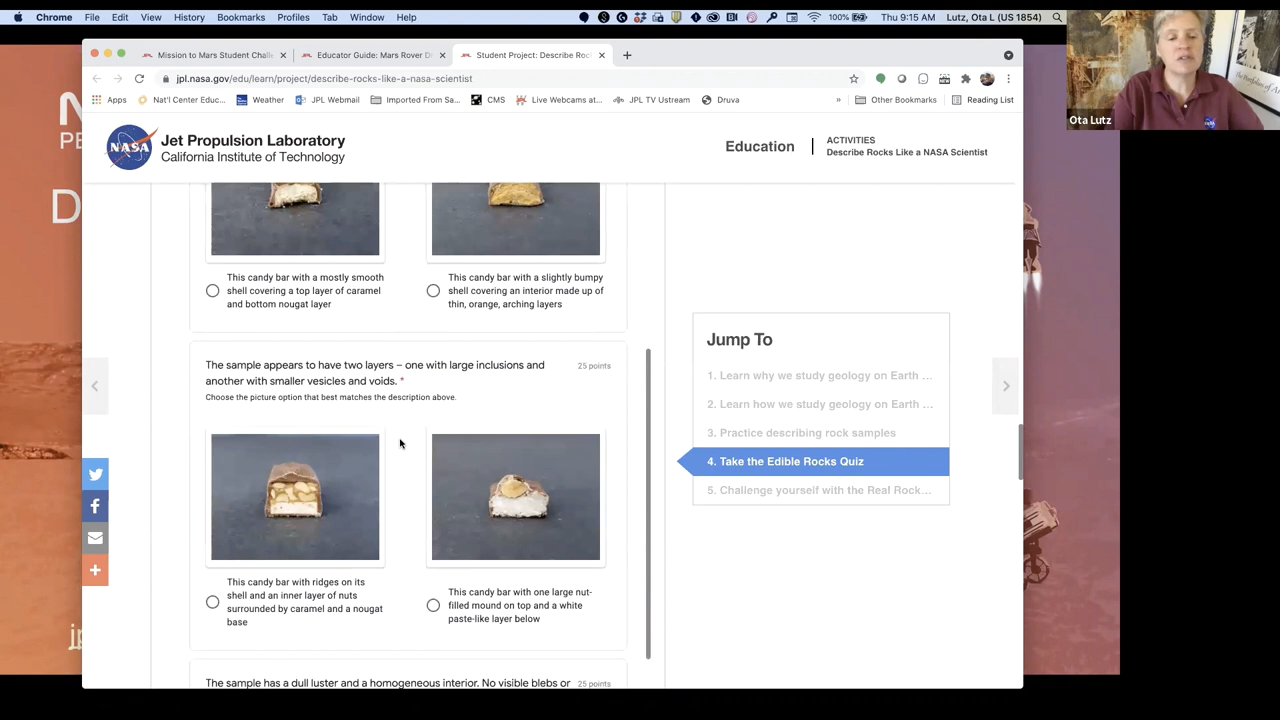 Chrome File Edit View History Bookmarks Profiles Tab Window Help 100% Thu 9:15 AM Lutz, Ota L (US 1854)
Mission to Mars Student Chall Educator Guide: Mars Rover D Student Project: Describe Roc
jpl.nasa.gov/edu/learn/project/describe-rocks-like-a-nasa-scientist
Apps Nat'l Center Educ... Weather JPL Webmail Imported From Sa... CMS Live Webcams at... JPL TV Ustream Druva » Other Bookmarks Reading List
Ota Lutz
NASA
Jet Propulsion Laboratory
California Institute of Technology
Education
ACTIVITIES
Describe Rocks Like a NASA Scientist
This candy bar with a mostly smooth
shell covering a top layer of caramel
and bottom nougat layer
This candy bar with a slightly bumpy
shell covering an interior made up of
thin, orange, arching layers
The sample appears to have two layers – one with large inclusions and
another with smaller vesicles and voids. *
25 points
Choose the picture option that best matches the description above.
This candy bar with ridges on its
shell and an inner layer of nuts
surrounded by caramel and a nougat
base
This candy bar with one large nut-
filled mound on top and a white
paste-like layer below
The sample has a dull luster and a homogeneous interior. No visible blebs or
25 points
Jump To
1. Learn why we study geology on Earth ...
2. Learn how we study geology on Earth ...
3. Practice describing rock samples
4. Take the Edible Rocks Quiz
5. Challenge yourself with the Real Rock...